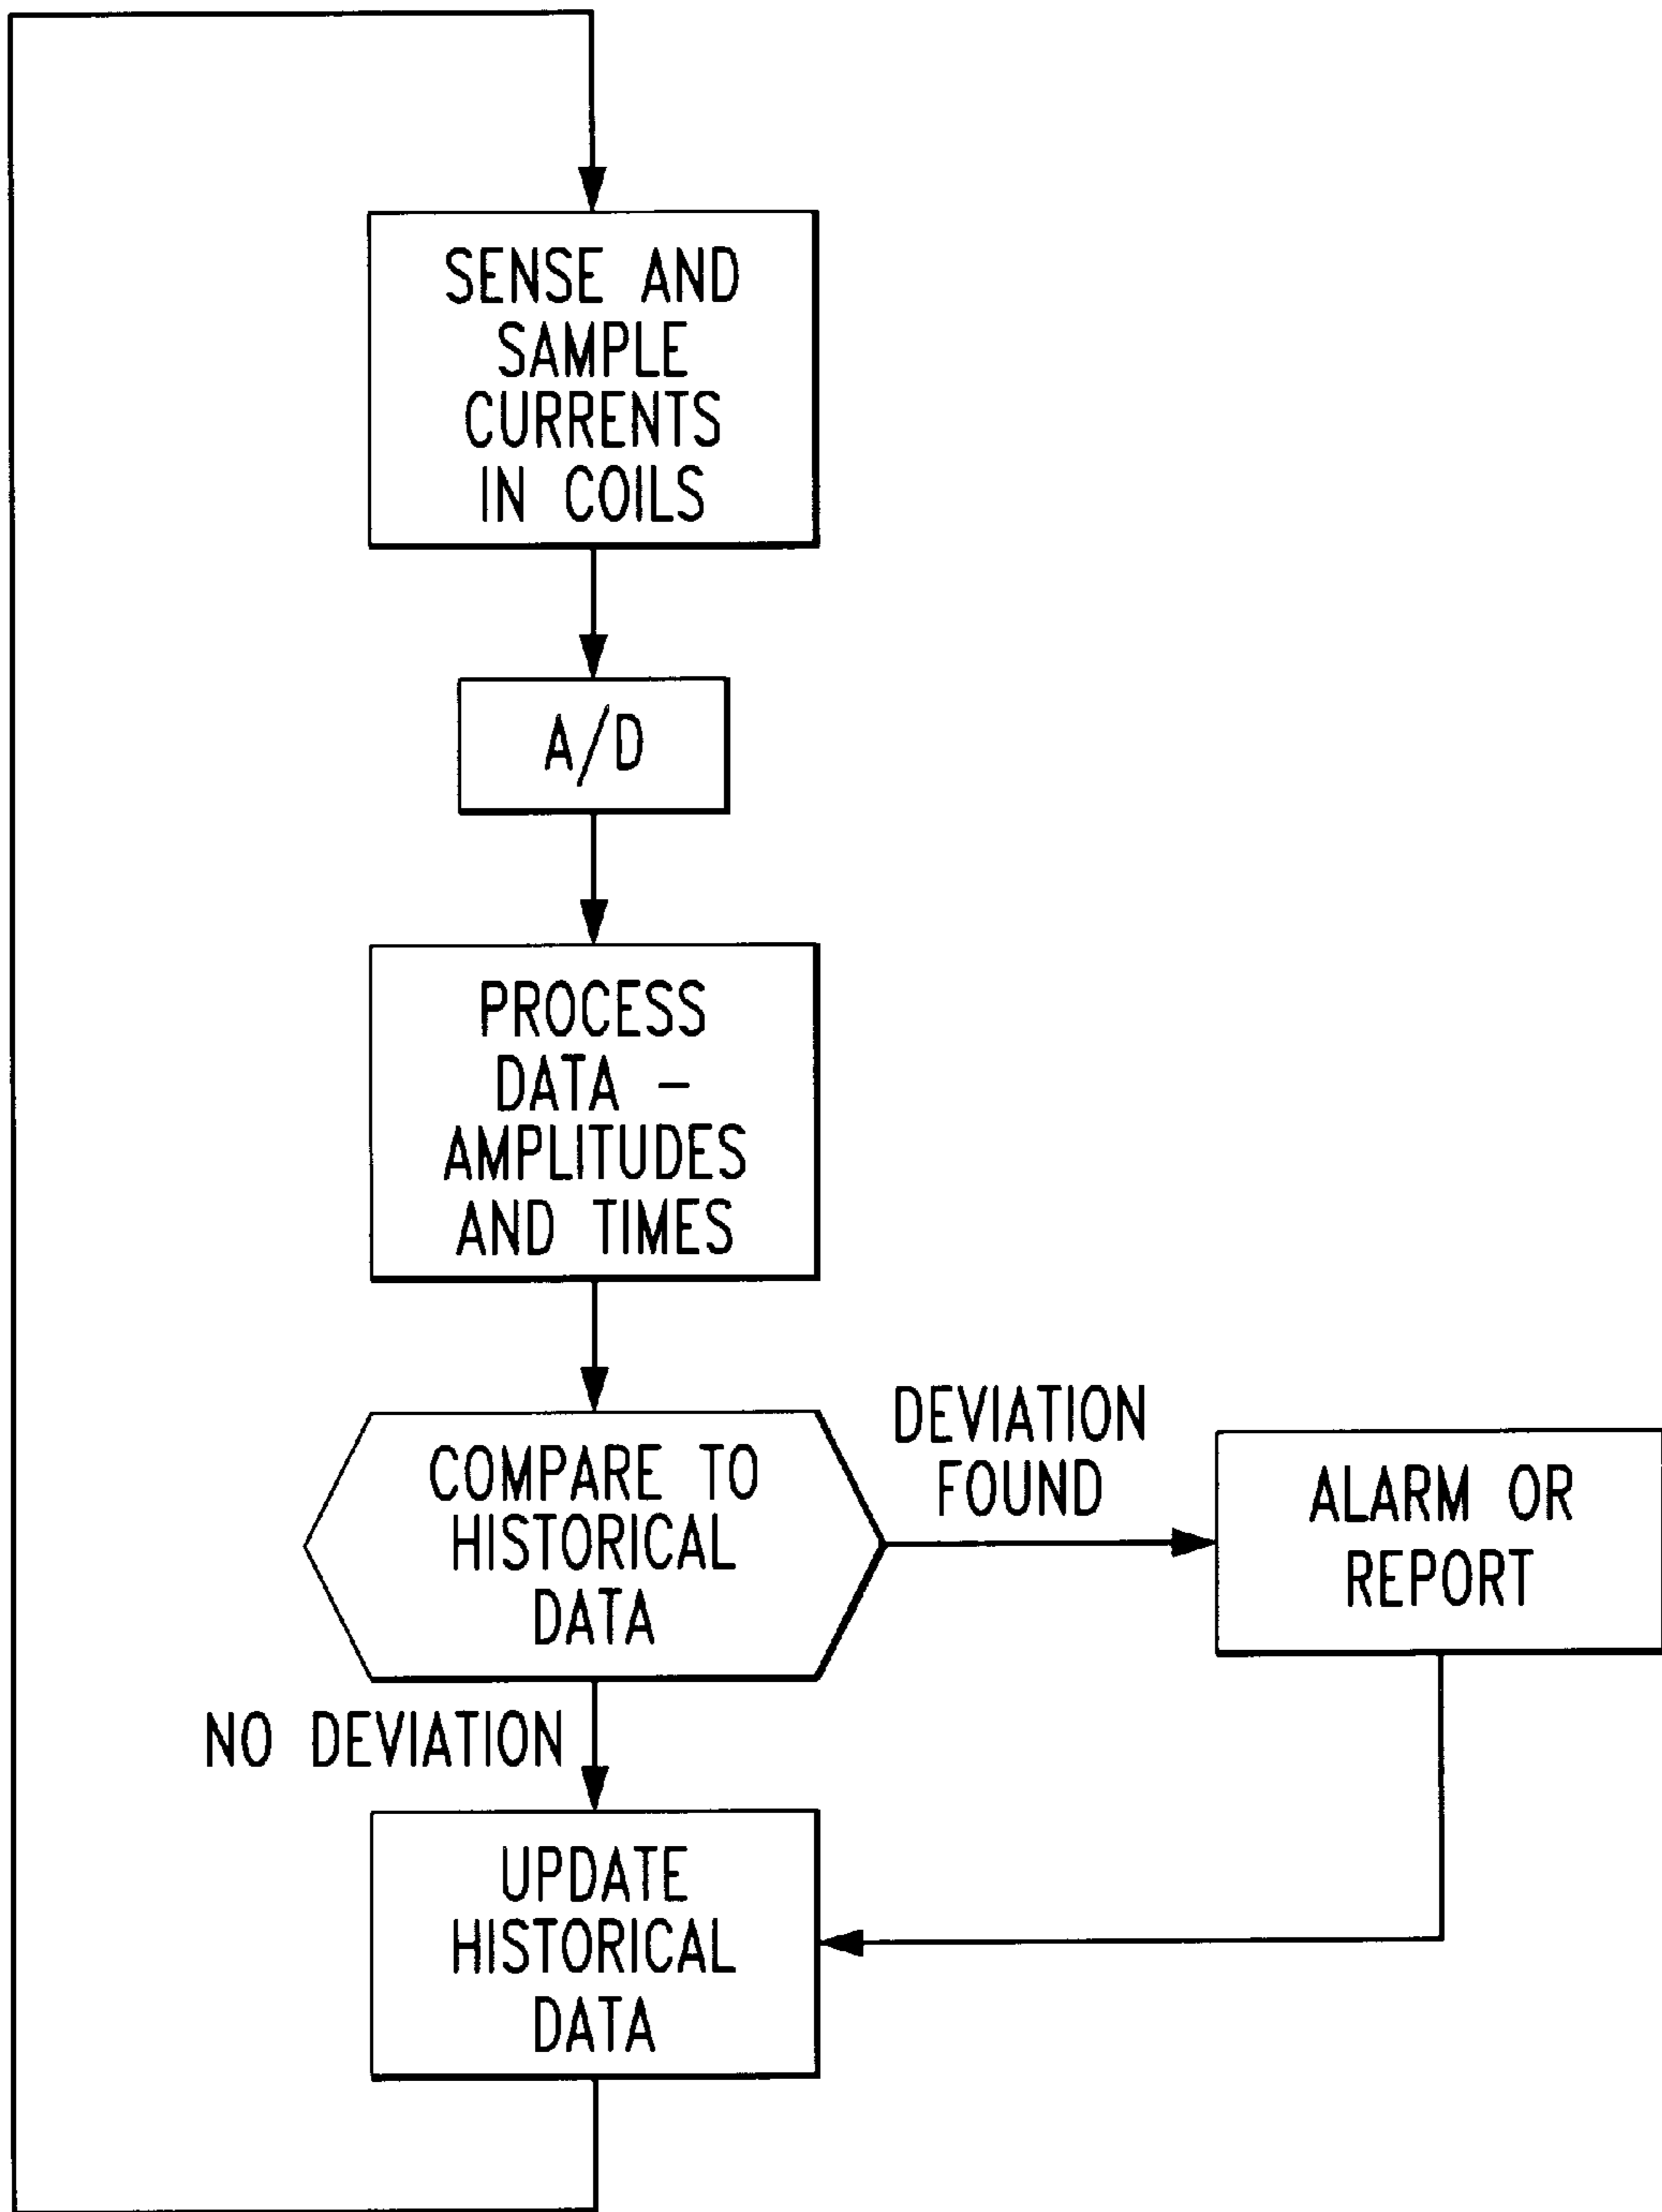 SENSE AND
SAMPLE
CURRENTS
IN COILS
A/D
PROCESS
DATA -
AMPLITUDES
AND TIMES
COMPARE TO
HISTORICAL
DATA
DEVIATION
FOUND
ALARM OR
REPORT
NO DEVIATION
UPDATE
HISTORICAL
DATA